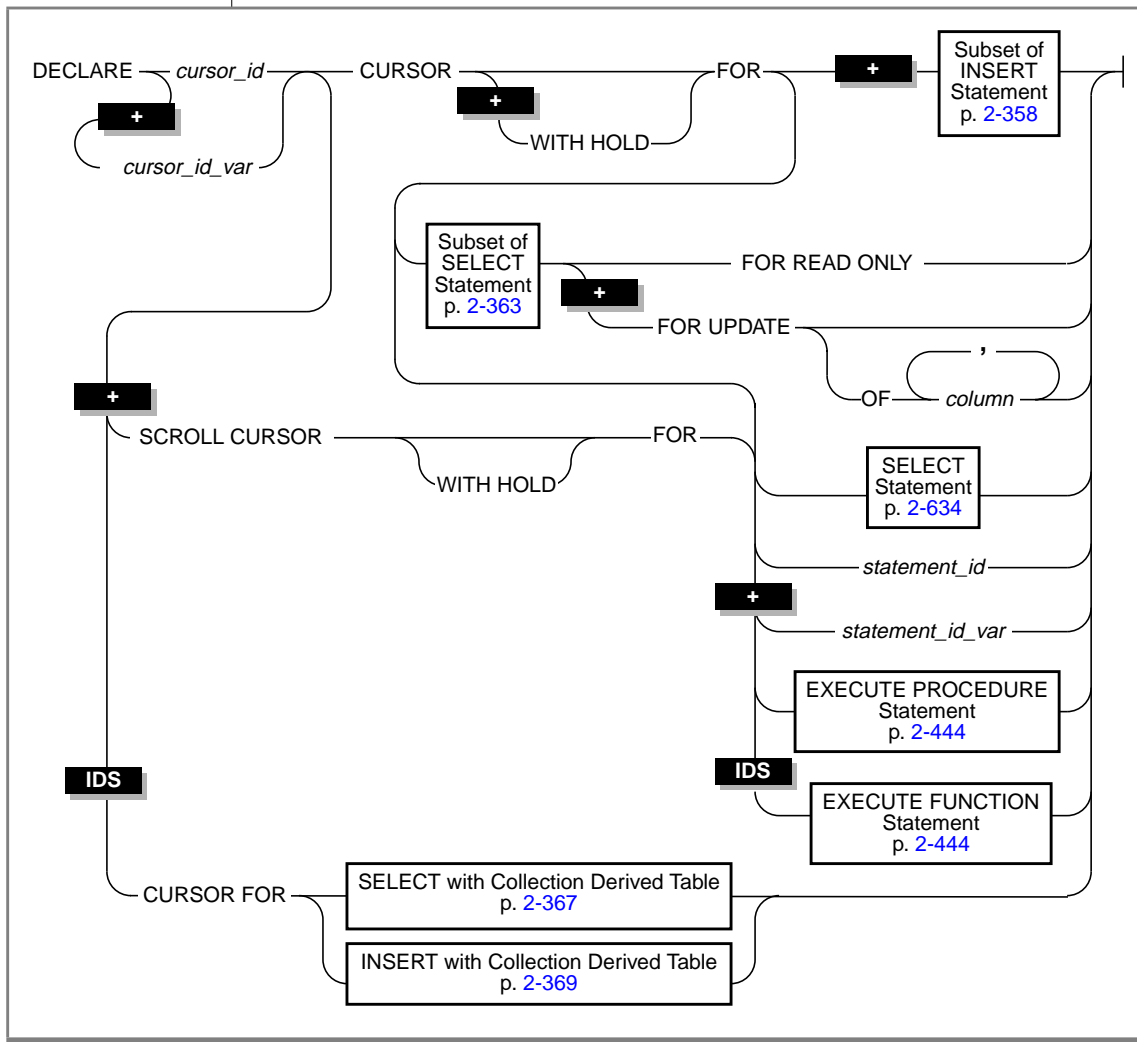 DECLARE cursor_id CURSOR FOR + Subset of
INSERT
Statement
p. 2-358
+
+
WITH HOLD
cursor_id_var
Subset of
SELECT
Statement
p. 2-363
FOR READ ONLY
+
FOR UPDATE
,
OF column
+
SCROLL CURSOR FOR
WITH HOLD
SELECT
Statement
p. 2-634
statement_id
+
statement_id_var
EXECUTE PROCEDURE
Statement
p. 2-444
IDS
IDS
EXECUTE FUNCTION
Statement
p. 2-444
CURSOR FOR
SELECT with Collection Derived Table
p. 2-367
INSERT with Collection Derived Table
p. 2-369